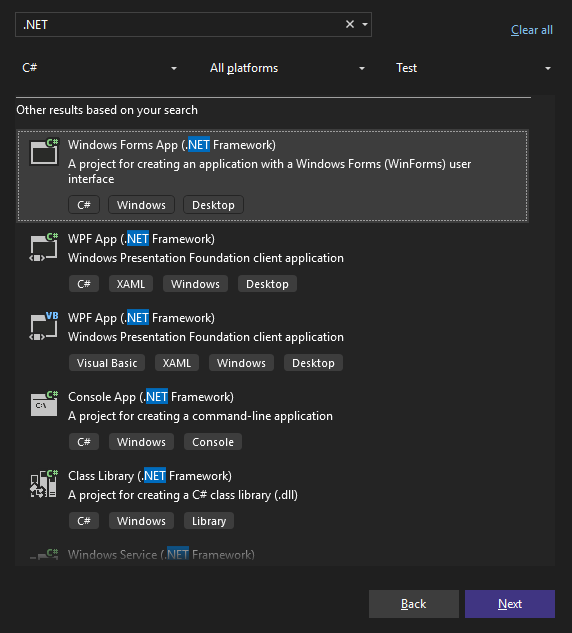 .NET
Clear all
C#
All platforms
Test
Other results based on your search
C#
Windows Forms App (.NET Framework)
A project for creating an application with a Windows Forms (WinForms) user
interface
C# Windows Desktop
C#
WPF App (.NET Framework)
Windows Presentation Foundation client application
C# XAML Windows Desktop
VB
WPF App (.NET Framework)
Windows Presentation Foundation client application
Visual Basic XAML Windows Desktop
C#
C:\
Console App (.NET Framework)
A project for creating a command-line application
C# Windows Console
C#
Class Library (.NET Framework)
A project for creating a C# class library (.dll)
C# Windows Library
C#
Windows Service (.NET Framework)
Back
Next